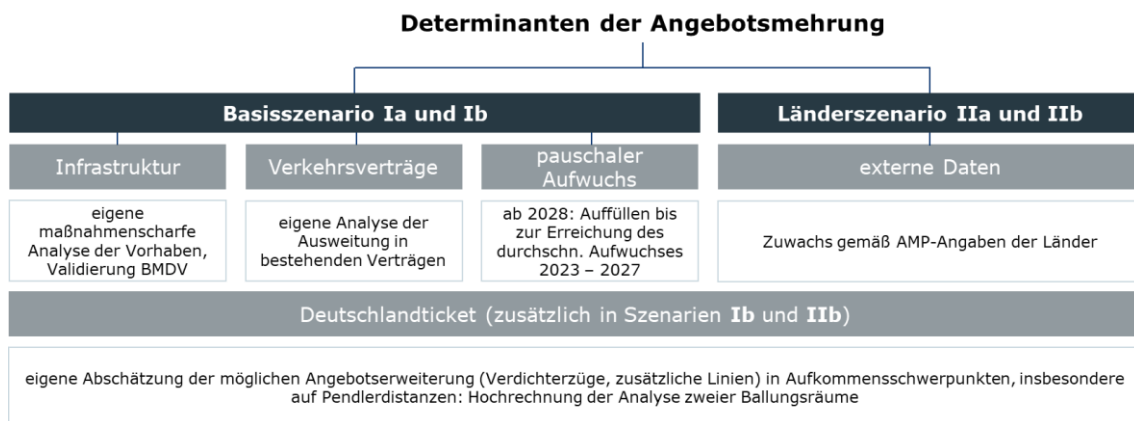 Determinanten der Angebotsmehrung
Basisszenario Ia und Ib
Länderszenario IIa und IIb
Infrastruktur
Verkehrsverträge
pauschaler
Aufwuchs
externe Daten
eigene
maßnahmenscharfe
Analyse der Vorhaben,
Validierung BMDV
eigene Analyse der
Ausweitung in
bestehenden Verträgen
ab 2028: Auffüllen bis
zur Erreichung des
durchschn. Aufwuchses
2023 – 2027
Zuwachs gemäß AMP-Angaben der Länder
Deutschlandticket (zusätzlich in Szenarien Ib und IIb)
eigene Abschätzung der möglichen Angebotserweiterung (Verdichterzüge, zusätzliche Linien) in Aufkommensschwerpunkten, insbesondere
auf Pendlerdistanzen: Hochrechnung der Analyse zweier Ballungsräume